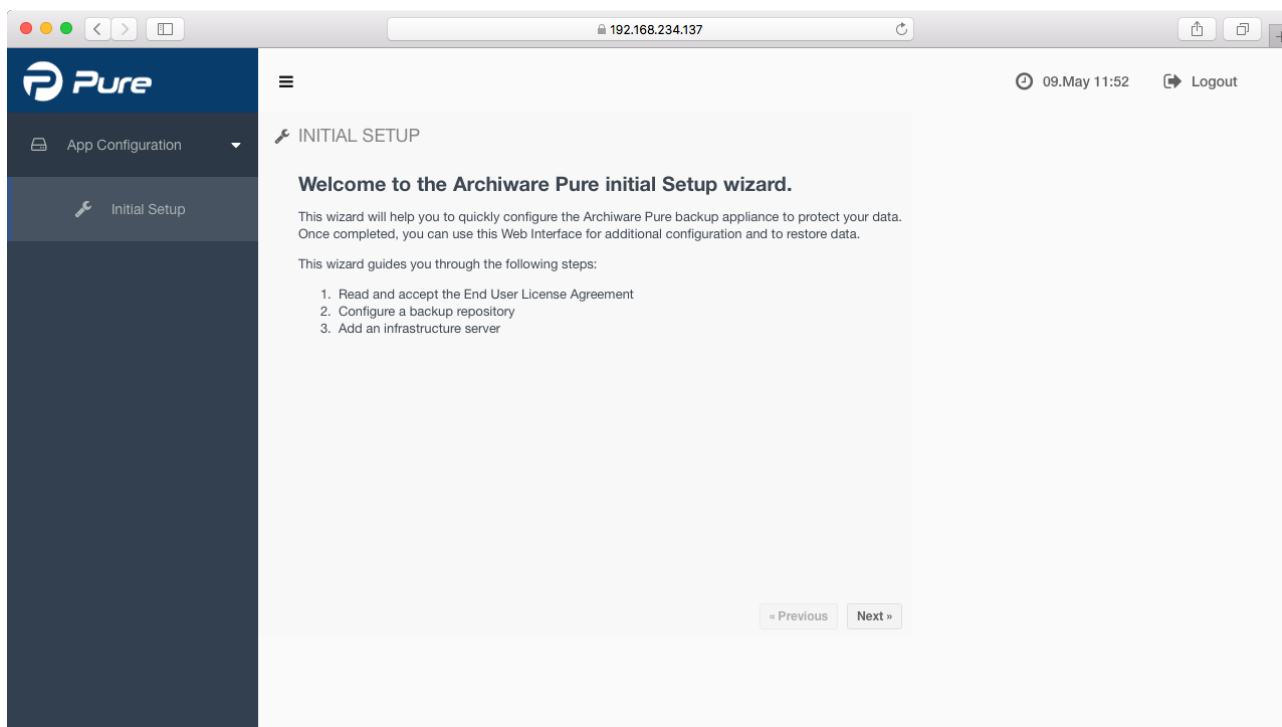 192.168.234.137
Pure
09.May 11:52
Logout
App Configuration
Initial Setup
INITIAL SETUP
Welcome to the Archiware Pure initial Setup wizard.
This wizard will help you to quickly configure the Archiware Pure backup appliance to protect your data.
Once completed, you can use this Web Interface for additional configuration and to restore data.
This wizard guides you through the following steps:
1. Read and accept the End User License Agreement
2. Configure a backup repository
3. Add an infrastructure server
« Previous
Next »